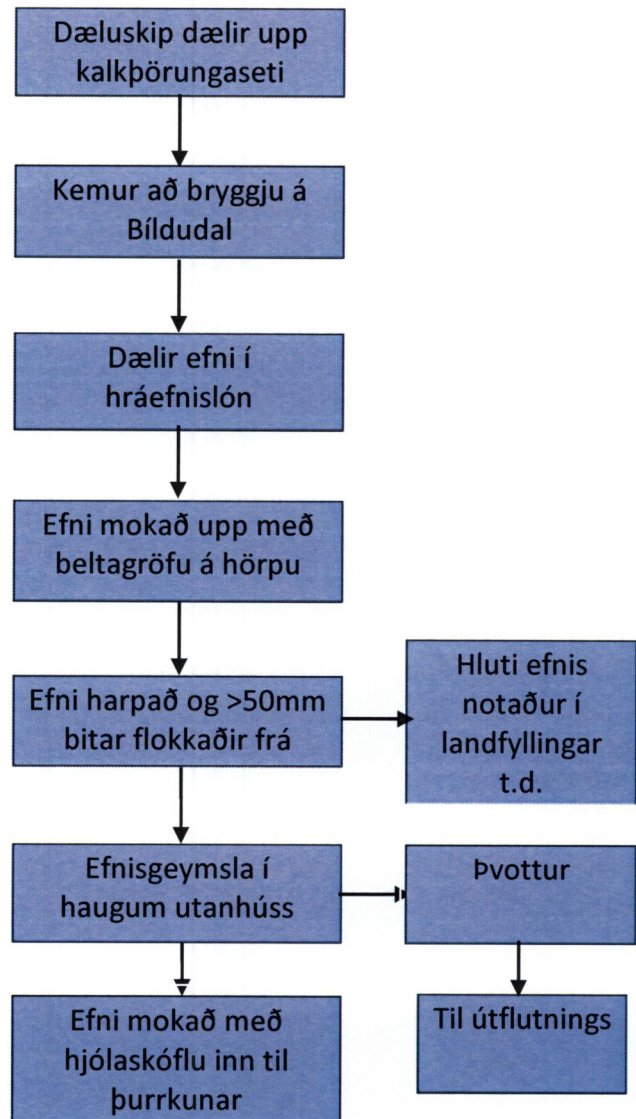 Dæluskip dælir upp
kalkþörungaseti
Kemur að bryggju á
Bíldudal
Dælir efni í
hráefnislón
Efni mokað upp með
beltagröfu á hörpu
Efni harpað og >50mm
bitar flokkaðir frá
Hluti efnis
notaður í
landfyllingar
t.d.
Efnisgeymsla í
haugum utanhúss
Þvottur
Efni mokað með
hjólaskóflu inn til
þurrkunar
Til útflutnings